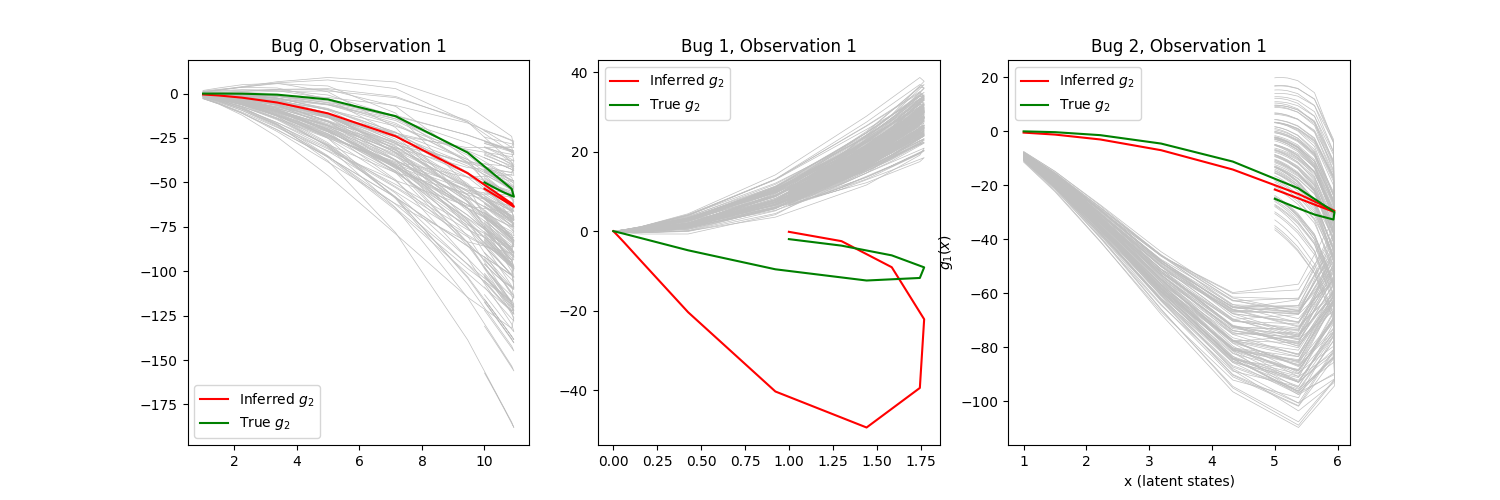 Bug 0, Observation 1
0
−25
−50
−75
−100
−125
−150
−175
Inferred g₂
True g₂
2 4 6 8 10
Bug 1, Observation 1
40
20
0
−20
−40
Inferred g₂
True g₂
0.00 0.25 0.50 0.75 1.00 1.25 1.50 1.75
Bug 2, Observation 1
g₁(x)
20
0
−20
−40
−60
−80
−100
Inferred g₂
True g₂
1 2 3 4 5 6
x (latent states)